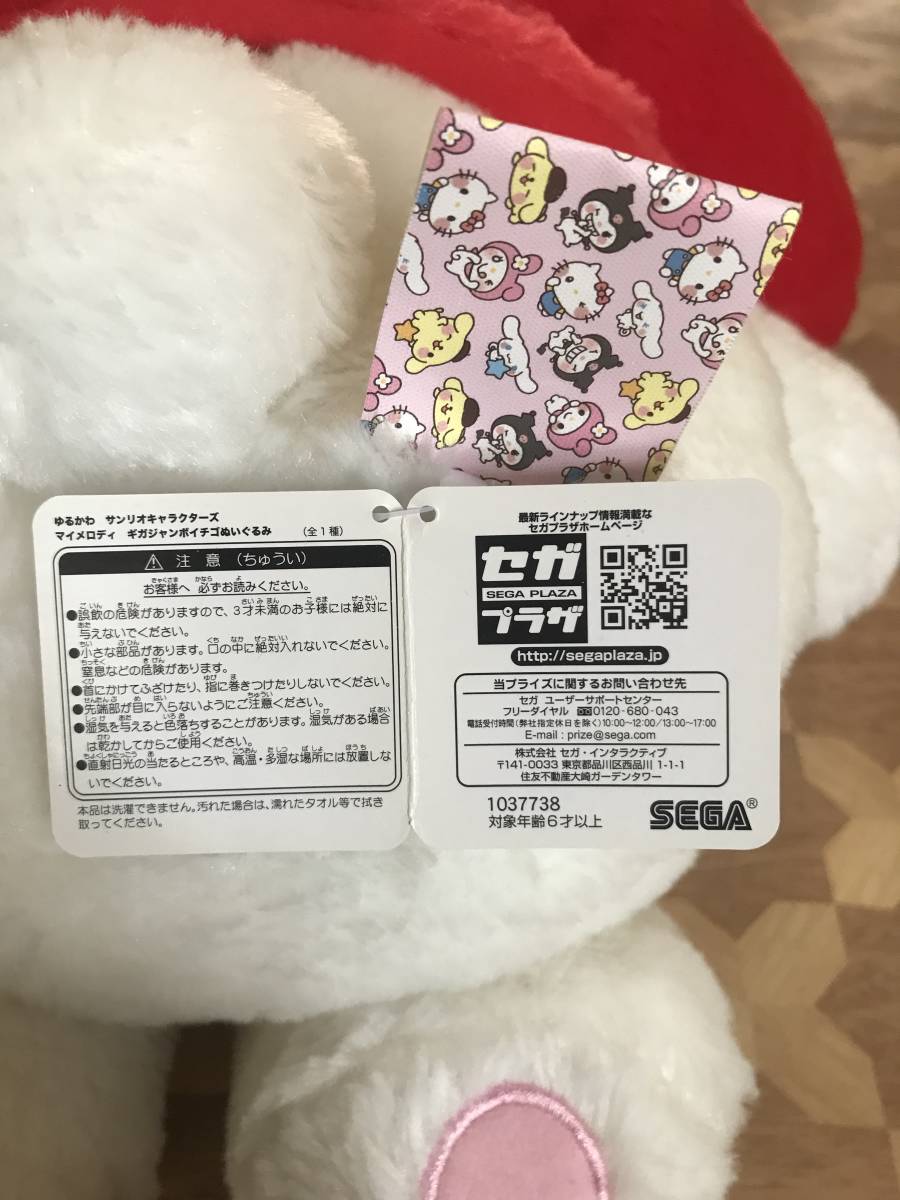 ゆるかわ サンリオキャラクターズ
マイメロディ ギガジャンボイチゴぬいぐるみ （全１種）
注 意 （ちゅうい）
お客様へ 必ずお読みください。
●誤飲の危険がありますので、３才未満のお子様には絶対に
与えないでください。
●小さな部品があります。口の中に絶対入れないでください。
窒息などの危険があります。
●首にかけてふざけたり、指に巻きつけたりしないでください。
●先端部が目に入らないようにご注意ください。
●湿気を与えると色落ちすることがあります。湿気がある場合
は乾かしてからご使用ください。
●直射日光の当たるところや、高温・多湿な場所には放置しな
いでください。
本品は洗濯できません。汚れた場合は、濡れたタオル等で拭き
取ってください。
最新ラインナップ情報満載な
セガプラザホームページ
セガ
SEGA PLAZA
プラザ
http://segaplaza.jp
当プライズに関するお問い合わせ先
セガ ユーザーサポートセンター
フリーダイヤル 0120-680-043
電話受付時間（弊社指定休日を除く）10:00～12:00/13:00～17:00
E-mail : prize@sega.com
株式会社 セガ・インタラクティブ
〒141-0033 東京都品川区西品川 1-1-1
住友不動産大崎ガーデンタワー
1037738
対象年齢６才以上
SEGA®